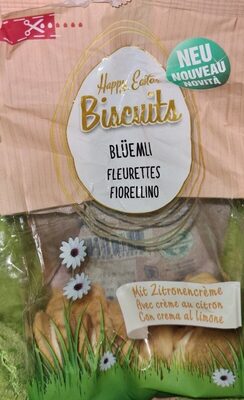 NEU
NOUVEAU
NOVITÀ
Happy Easter
Biscuits
BLÜEMLI
FLEURETTES
FIORELLINO
Mit Zitronencrème
Avec crème au citron
Con crema al limone